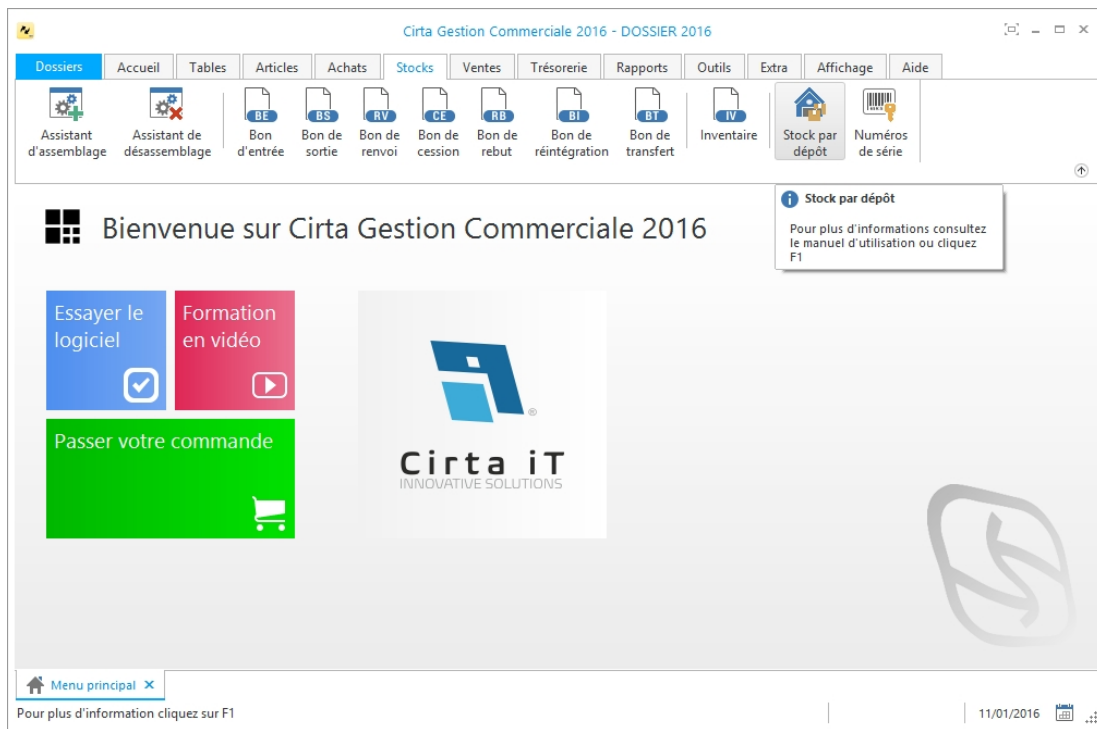 Cirta Gestion Commerciale 2016 - DOSSIER 2016
Dossiers Accueil Tables Articles Achats Stocks Ventes Trésorerie Rapports Outils Extra Affichage Aide
BE BS RV CE RB BI BT IV
Assistant d'assemblage
Assistant de désassemblage
Bon d'entrée
Bon de sortie
Bon de renvoi
Bon de cession
Bon de rebut
Bon de réintégration
Bon de transfert
Inventaire
Stock par dépôt
Numéros de série
Stock par dépôt
Pour plus d'informations consultez
le manuel d'utilisation ou cliquez
F1
Bienvenue sur Cirta Gestion Commerciale 2016
Essayer le
logiciel
Formation
en vidéo
Passer votre commande
®
Cirta iT
INNOVATIVE SOLUTIONS
Menu principal
Pour plus d'information cliquez sur F1
11/01/2016